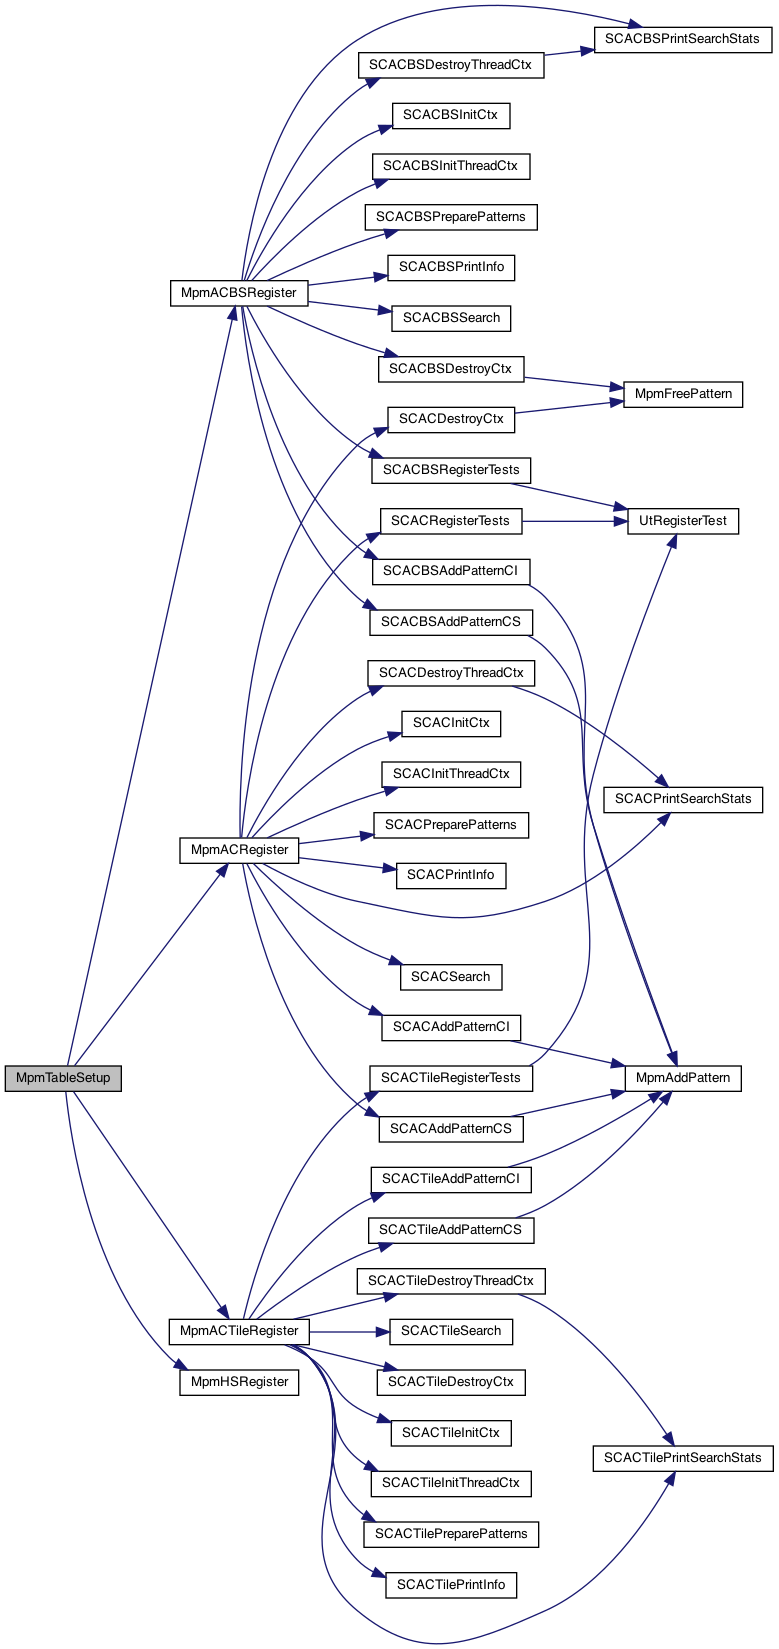 SCACBSPrintSearchStats
SCACBSDestroyThreadCtx
SCACBSInitCtx
SCACBSInitThreadCtx
SCACBSPreparePatterns
SCACBSPrintInfo
MpmACBSRegister
SCACBSSearch
SCACBSDestroyCtx
MpmFreePattern
SCACDestroyCtx
SCACBSRegisterTests
SCACRegisterTests
UtRegisterTest
SCACBSAddPatternCI
SCACBSAddPatternCS
SCACDestroyThreadCtx
SCACInitCtx
SCACInitThreadCtx
SCACPrintSearchStats
SCACPreparePatterns
MpmACRegister
SCACPrintInfo
SCACSearch
SCACAddPatternCI
MpmTableSetup
SCACTileRegisterTests
MpmAddPattern
SCACAddPatternCS
SCACTileAddPatternCI
SCACTileAddPatternCS
SCACTileDestroyThreadCtx
MpmACTileRegister
SCACTileSearch
MpmHSRegister
SCACTileDestroyCtx
SCACTileInitCtx
SCACTilePrintSearchStats
SCACTileInitThreadCtx
SCACTilePreparePatterns
SCACTilePrintInfo